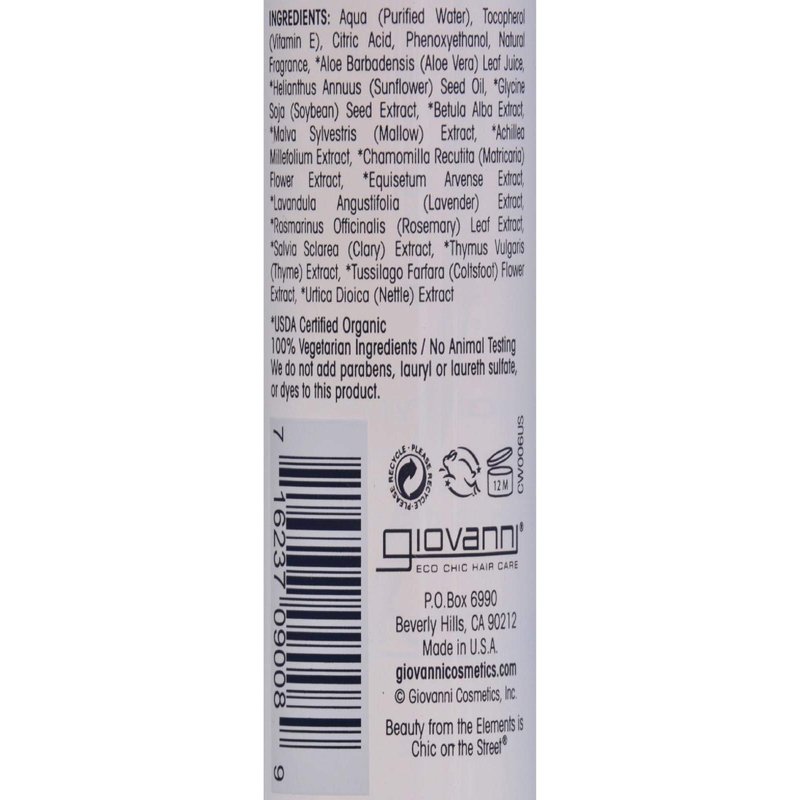 INGREDIENTS: Aqua (Purified Water), Tocopherol
(Vitamin E), Citric Acid, Phenoxyethanol, Natural
Fragrance, *Aloe Barbadensis (Aloe Vera) Leaf Juice,
*Helianthus Annuus (Sunflower) Seed Oil, *Glycine
Soja (Soybean) Seed Extract, *Betula Alba Extract,
*Malva Sylvestris (Mallow) Extract, *Achillea
Millefolium Extract, *Chamomilla Recutita (Matricaria)
Flower Extract, *Equisetum Arvense Extract,
*Lavandula Angustifolia (Lavender) Extract,
*Rosmarinus Officinalis (Rosemary) Leaf Extract,
*Salvia Sclarea (Clary) Extract, *Thymus Vulgaris
(Thyme) Extract, *Tussilago Farfara (Coltsfoot) Flower
Extract, *Urtica Dioica (Nettle) Extract
*USDA Certified Organic
100% Vegetarian Ingredients / No Animal Testing
We do not add parabens, lauryl or laureth sulfate,
or dyes to this product.
7 16237 09008 9
PLEASE RECYCLE • PLEASE RECYCLE •
12 M
CW006US
giovanni®
ECO CHIC HAIR CARE
P.O.Box 6990
Beverly Hills, CA 90212
Made in U.S.A.
giovannicosmetics.com
© Giovanni Cosmetics, Inc.
Beauty from the Elements is
Chic on the Street®